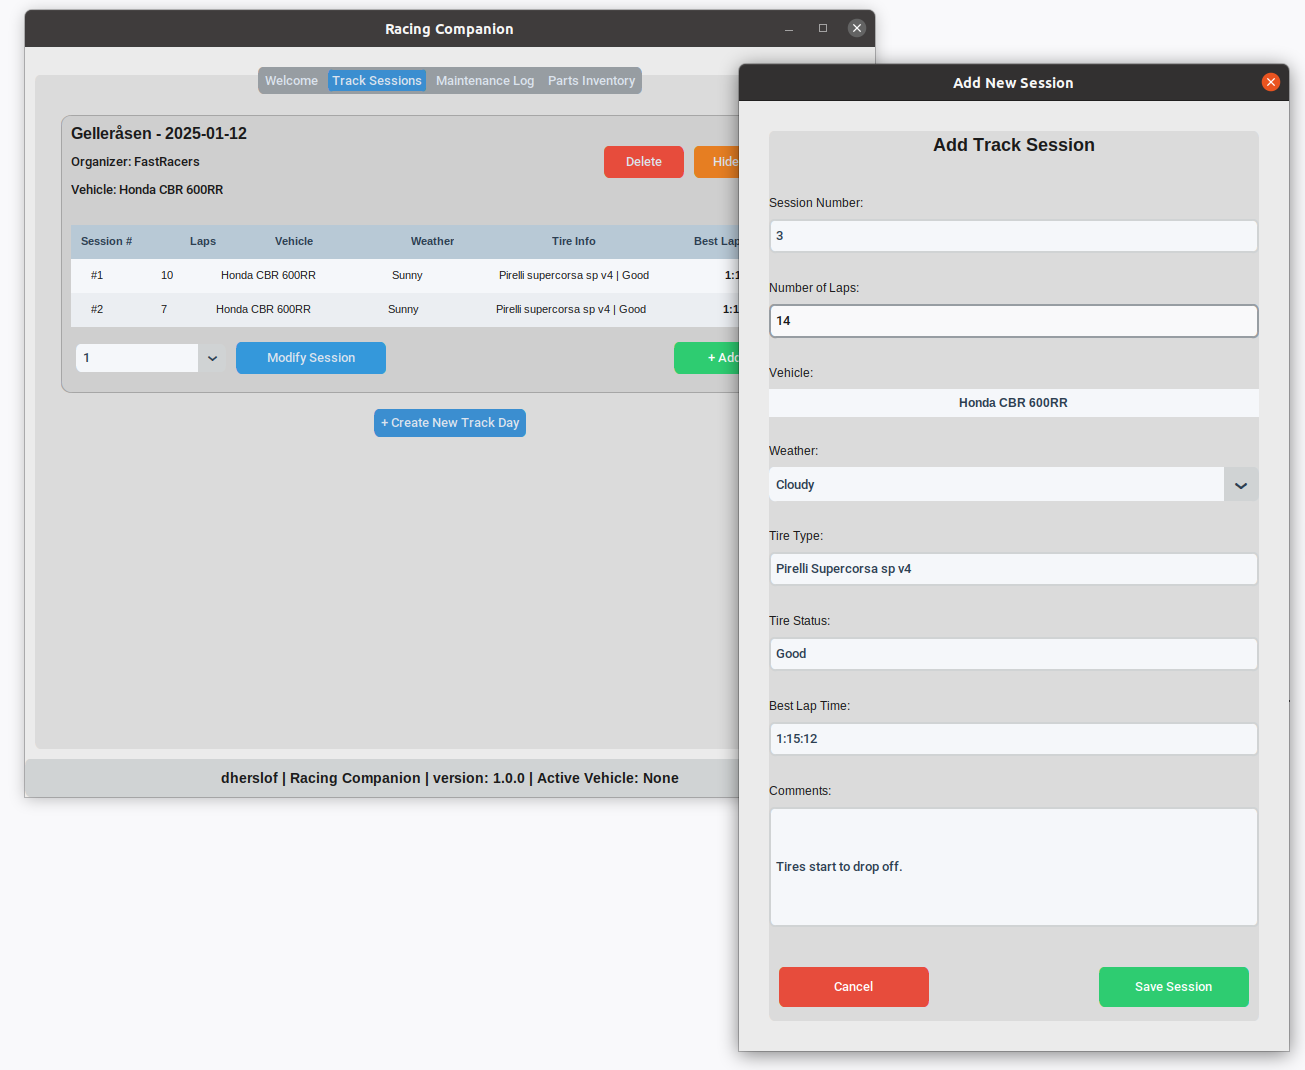 Racing Companion
Welcome Track Sessions Maintenance Log Parts Inventory
Gelleråsen - 2025-01-12
Organizer: FastRacers
Vehicle: Honda CBR 600RR
Delete Hide
Session # Laps Vehicle Weather Tire Info Best Lap
#1 10 Honda CBR 600RR Sunny Pirelli supercorsa sp v4 | Good 1:1
#2 7 Honda CBR 600RR Sunny Pirelli supercorsa sp v4 | Good 1:1
1 Modify Session + Add
+ Create New Track Day
dherslof | Racing Companion | version: 1.0.0 | Active Vehicle: None
Add New Session
Add Track Session
Session Number:
3
Number of Laps:
14
Vehicle:
Honda CBR 600RR
Weather:
Cloudy
Tire Type:
Pirelli Supercorsa sp v4
Tire Status:
Good
Best Lap Time:
1:15:12
Comments:
Tires start to drop off.
Cancel Save Session